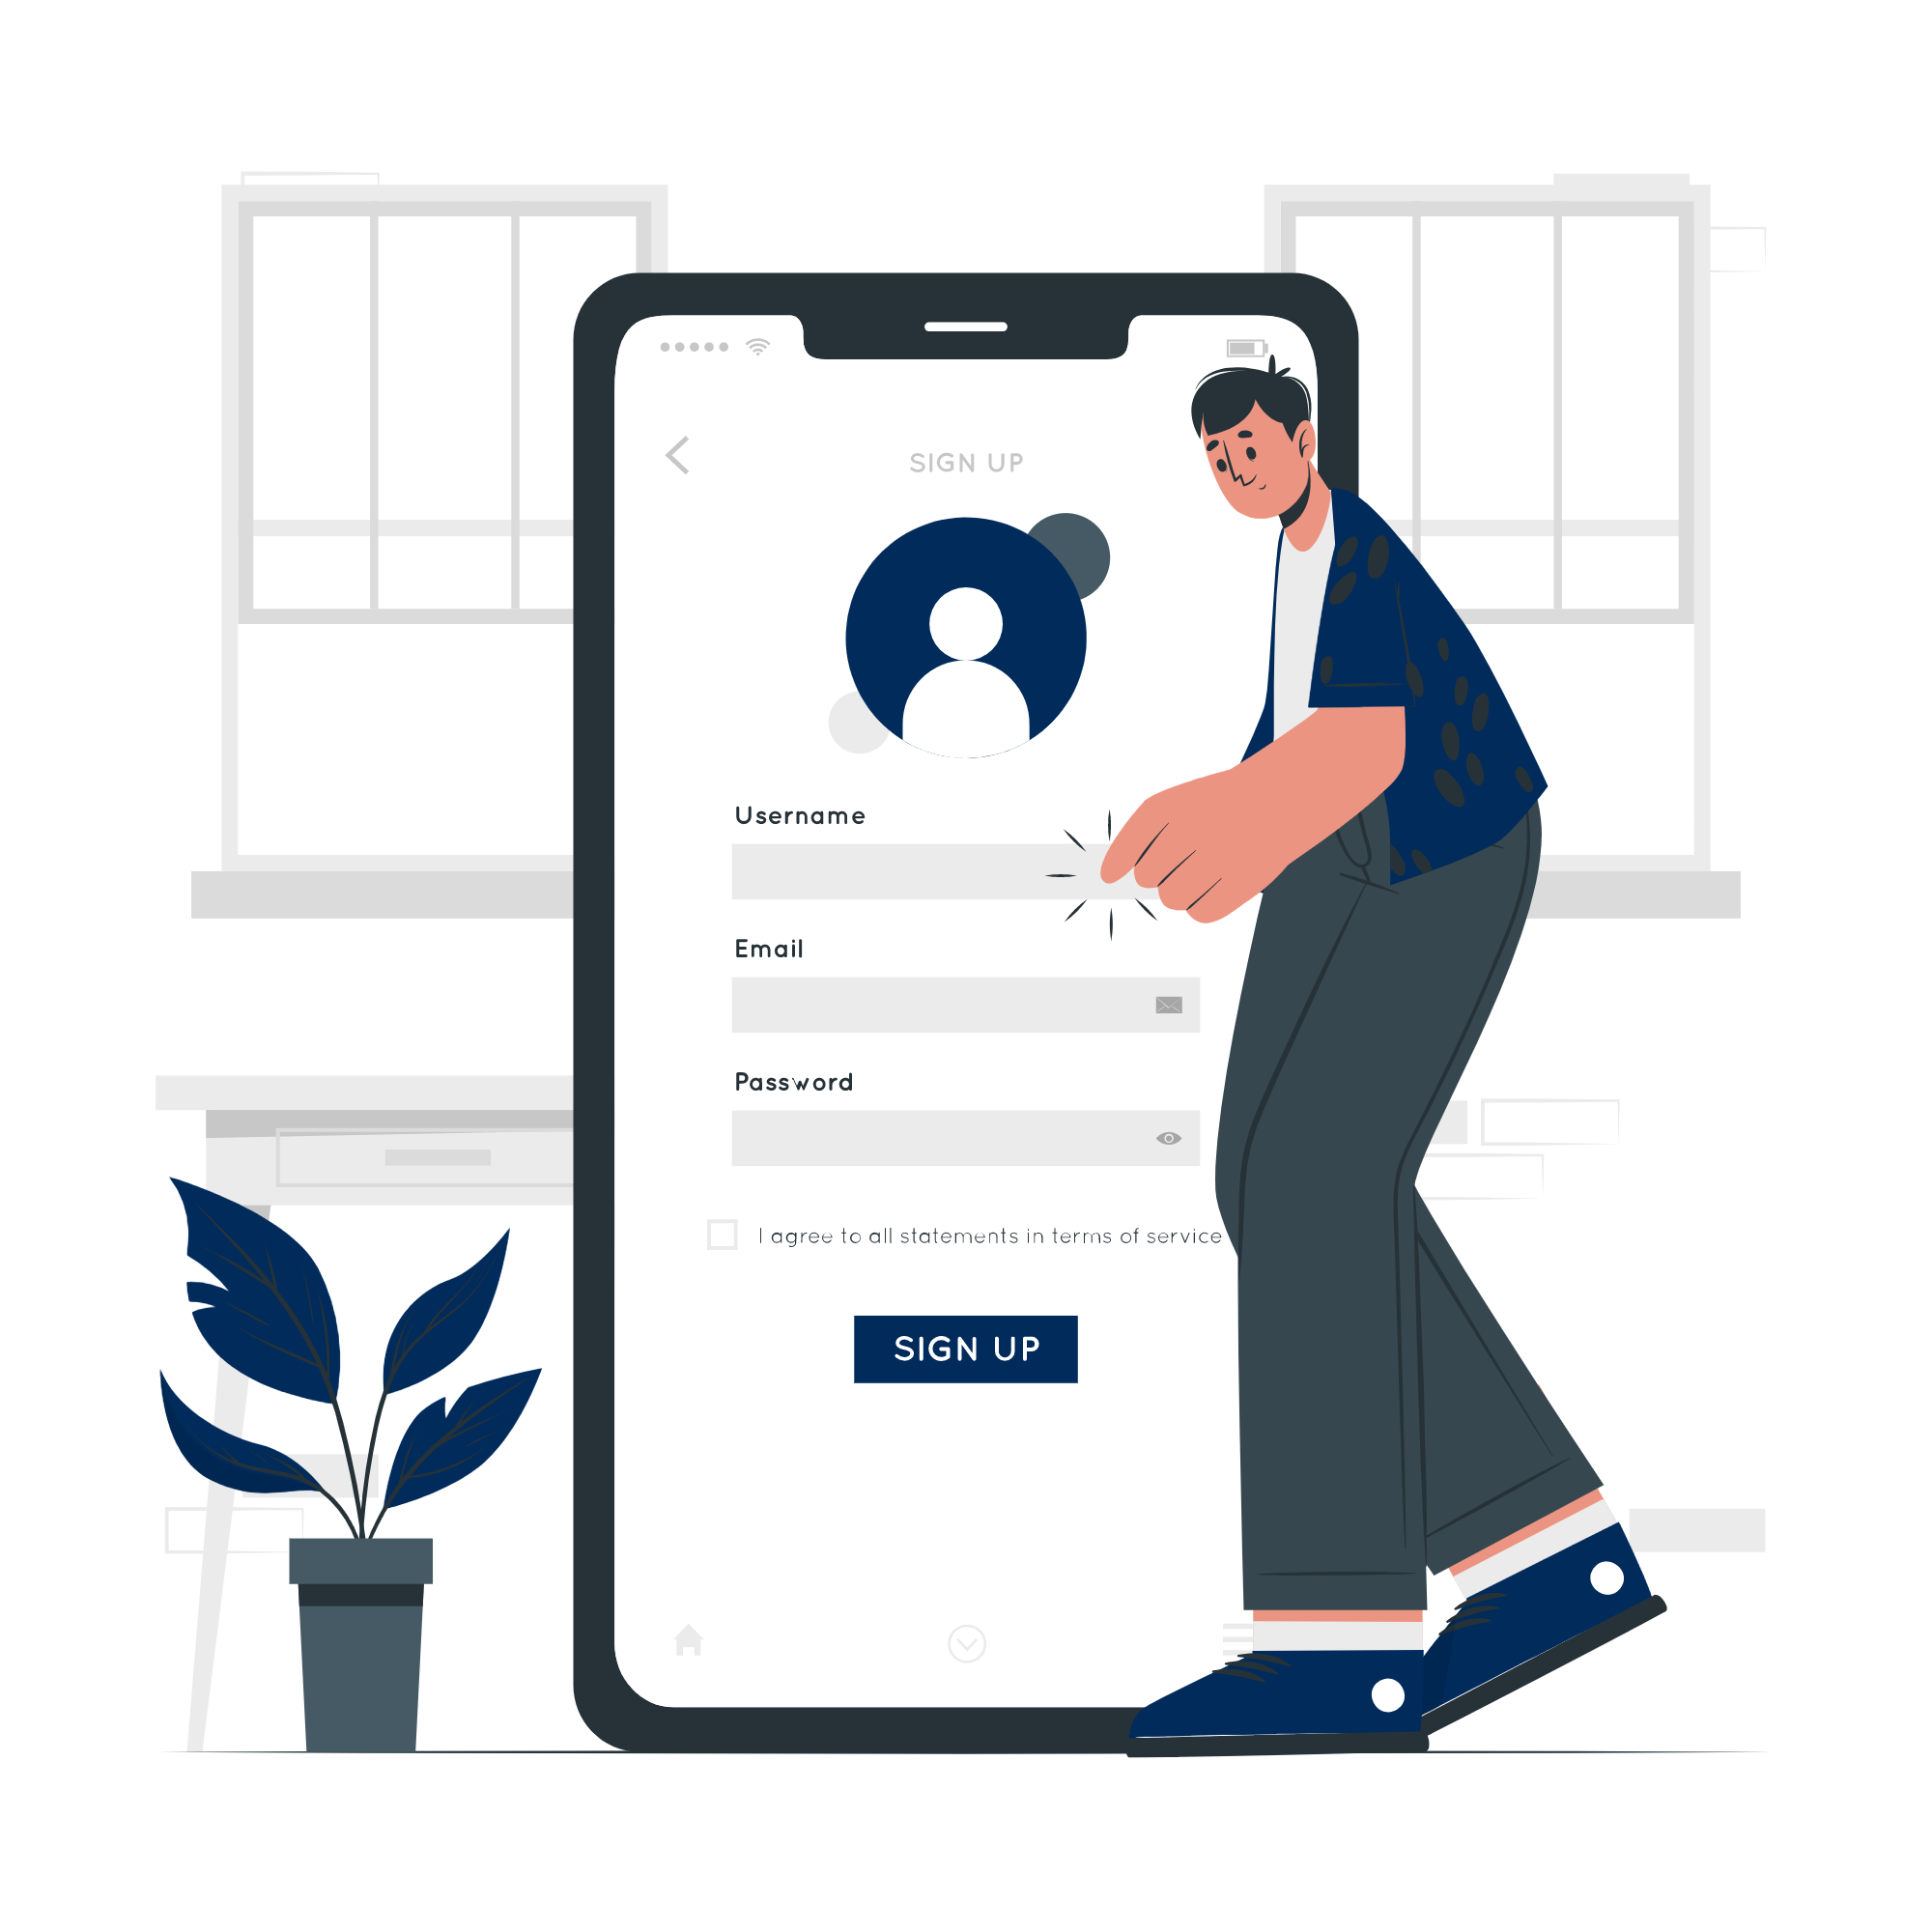 SIGN UP
Username
Email
Password
I agree to all statements in terms of service
SIGN UP